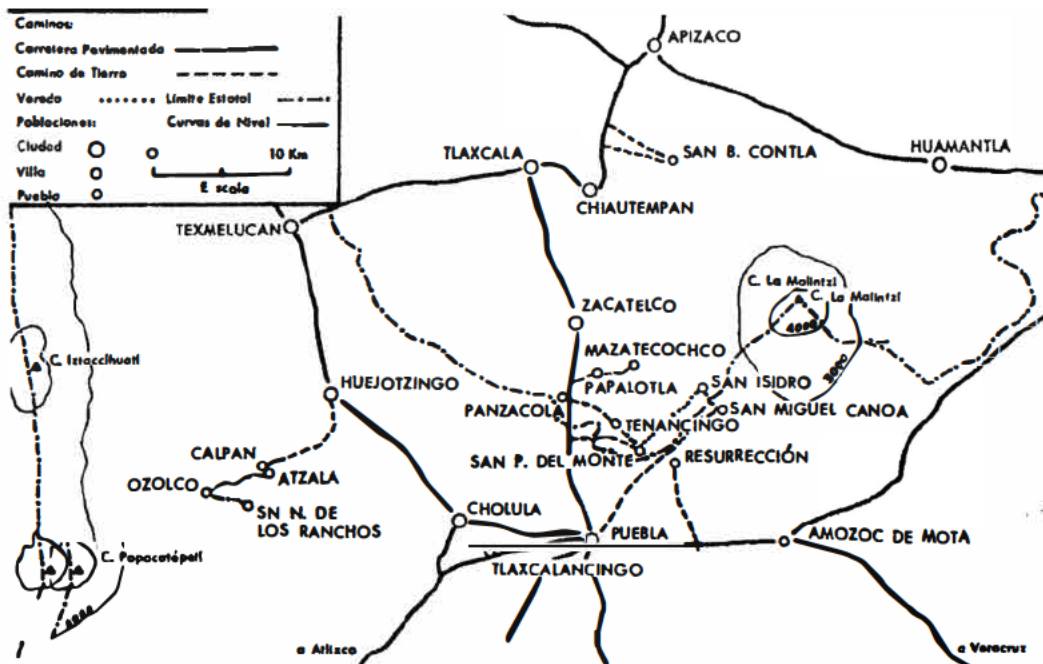 Caminos:
Carretera Pavimentada
Camino de Tierra
Vereda Límite Estatal
Poblaciones: Curvas de Nivel
Ciudad 10 Km
Villa Escala
Pueblo
APIZACO
TLAXCALA
SAN B. CONTLA
HUAMANTLA
CHIAUTEMPAN
TEXMELUCAN
C. La Malintzi
C. La Malintzi
4000
3000
ZACATELCO
MAZATECOCHCO
C. Iztaccíhuatl
PAPALOTLA
SAN ISIDRO
HUEJOTZINGO
PANZACOLA
SAN MIGUEL CANOA
TENANCINGO
SAN P. DEL MONTE
RESURRECCIÓN
CALPAN
ATZALA
OZOLCO
SN N. DE
LOS RANCHOS
CHOLULA
PUEBLA
AMOZOC DE MOTA
C. Popocatépetl
TLAXCALANCINGO
a Atlixco
a Veracruz
1